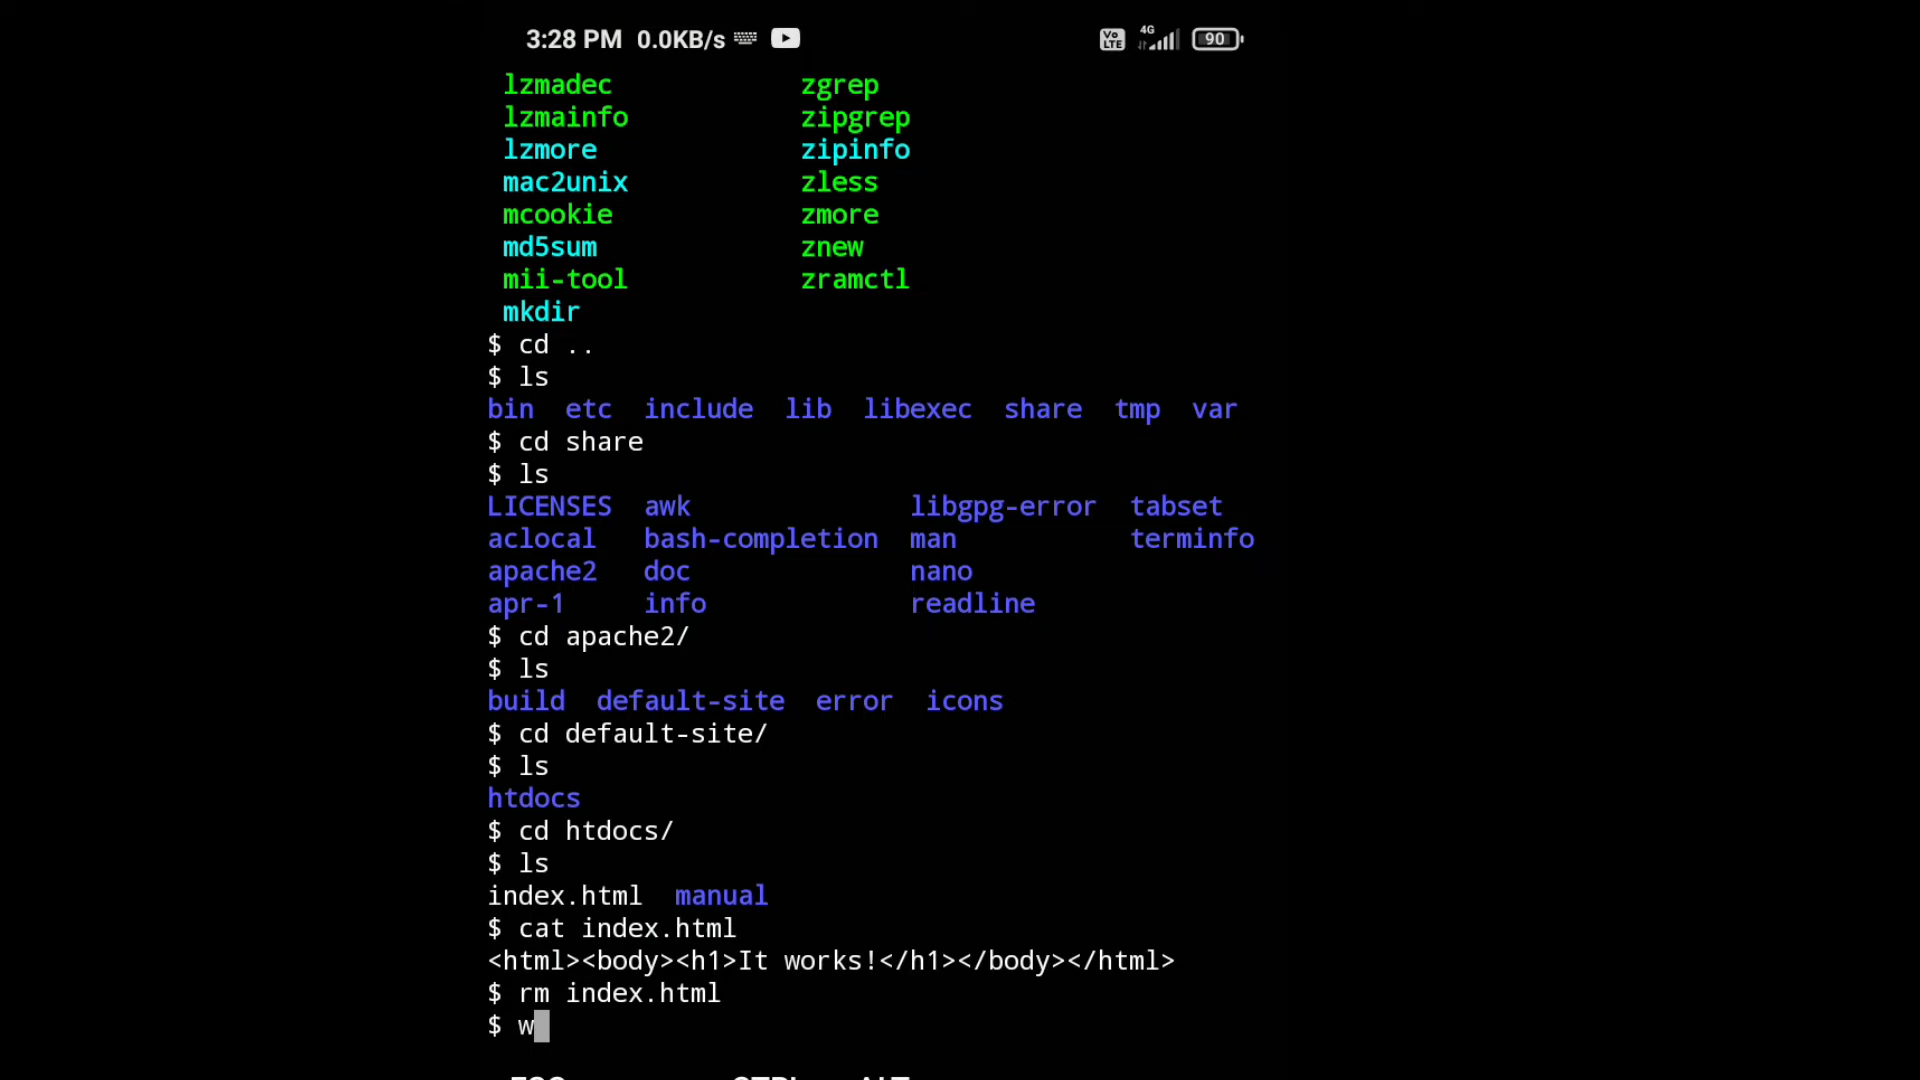 3:28 PM 0.0KB/s Vo LTE 4G 90
lzmadec zgrep
lzmainfo zipgrep
lzmore zipinfo
mac2unix zless
mcookie zmore
md5sum znew
mii-tool zramctl
mkdir
$ cd ..
$ ls
bin etc include lib libexec share tmp var
$ cd share
$ ls
LICENSES awk libgpg-error tabset
aclocal bash-completion man terminfo
apache2 doc nano
apr-1 info readline
$ cd apache2/
$ ls
build default-site error icons
$ cd default-site/
$ ls
htdocs
$ cd htdocs/
$ ls
index.html manual
$ cat index.html
<html><body><h1>It works!</h1></body></html>
$ rm index.html
$ w